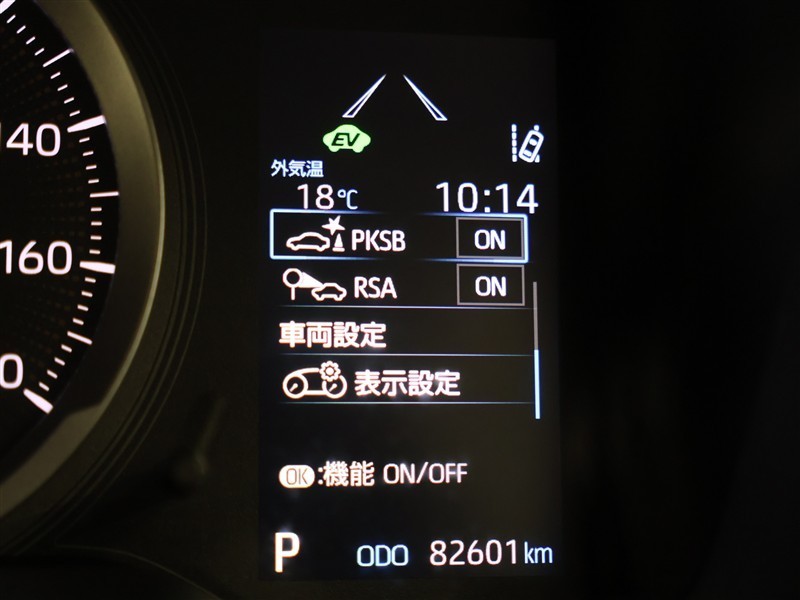 140
160
EV
外気温
18℃ 10:14
PKSB ON
RSA ON
車両設定
表示設定
OK:機能 ON/OFF
P ODO 82601km